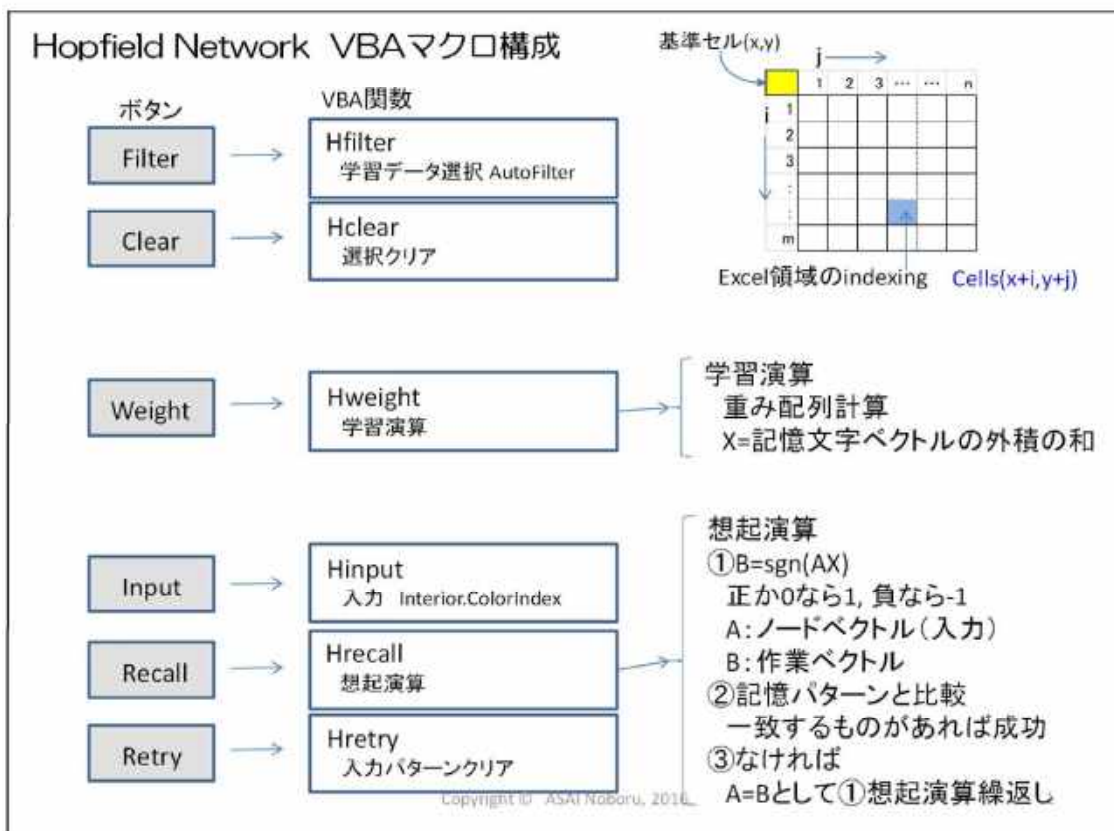 Hopfield Network VBAマクロ構成
ボタン
VBA関数
Filter
Hfilter
学習データ選択 AutoFilter
Clear
Hclear
選択クリア
基準セル(x,y)
j
1 2 3 … … n
i
1
2
3
:
:
m
Excel領域のindexing Cells(x+i,y+j)
Weight
Hweight
学習演算
学習演算
重み配列計算
X=記憶文字ベクトルの外積の和
Input
Hinput
入力 Interior.ColorIndex
Recall
Hrecall
想起演算
Retry
Hretry
入力パターンクリア
想起演算
①B=sgn(AX)
正か0なら1, 負なら-1
A:ノードベクトル(入力)
B:作業ベクトル
②記憶パターンと比較
一致するものがあれば成功
③なければ
A=Bとして①想起演算繰返し
Copyright © ASAI Noboru, 2016